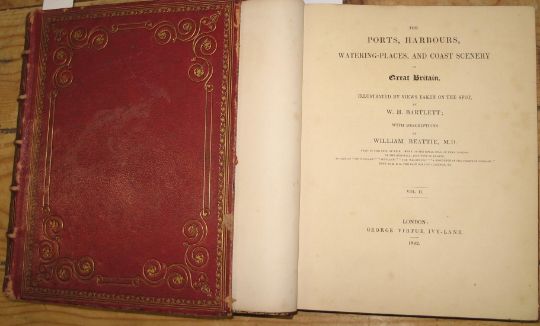 THE
PORTS, HARBOURS,
WATERING-PLACES, AND COAST SCENERY
OF
Great Britain.
ILLUSTRATED BY VIEWS TAKEN ON THE SPOT,
BY
W. H. BARTLETT;
WITH DESCRIPTIONS
BY
WILLIAM BEATTIE, M.D.
VOL. II.
LONDON:
GEORGE VIRTUE, IVY-LANE.
1842.